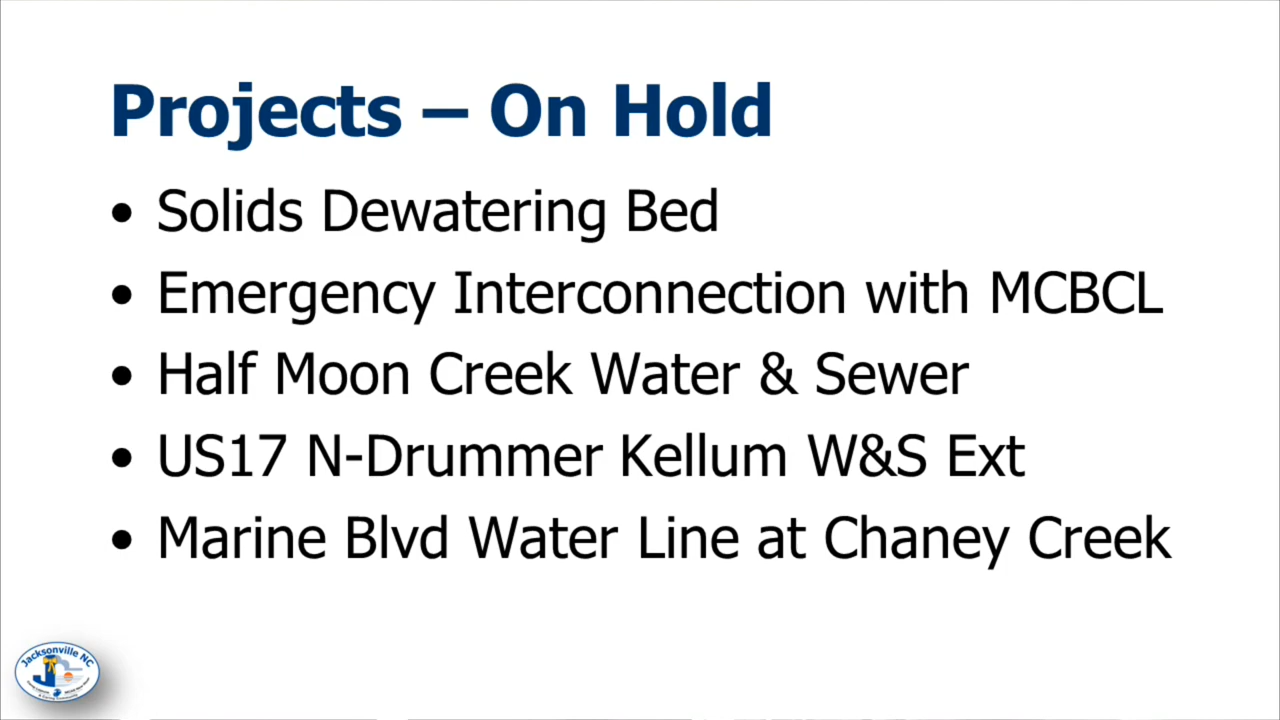 Projects – On Hold
• Solids Dewatering Bed
• Emergency Interconnection with MCBCL
• Half Moon Creek Water & Sewer
• US17 N-Drummer Kellum W&S Ext
• Marine Blvd Water Line at Chaney Creek
Jacksonville NC